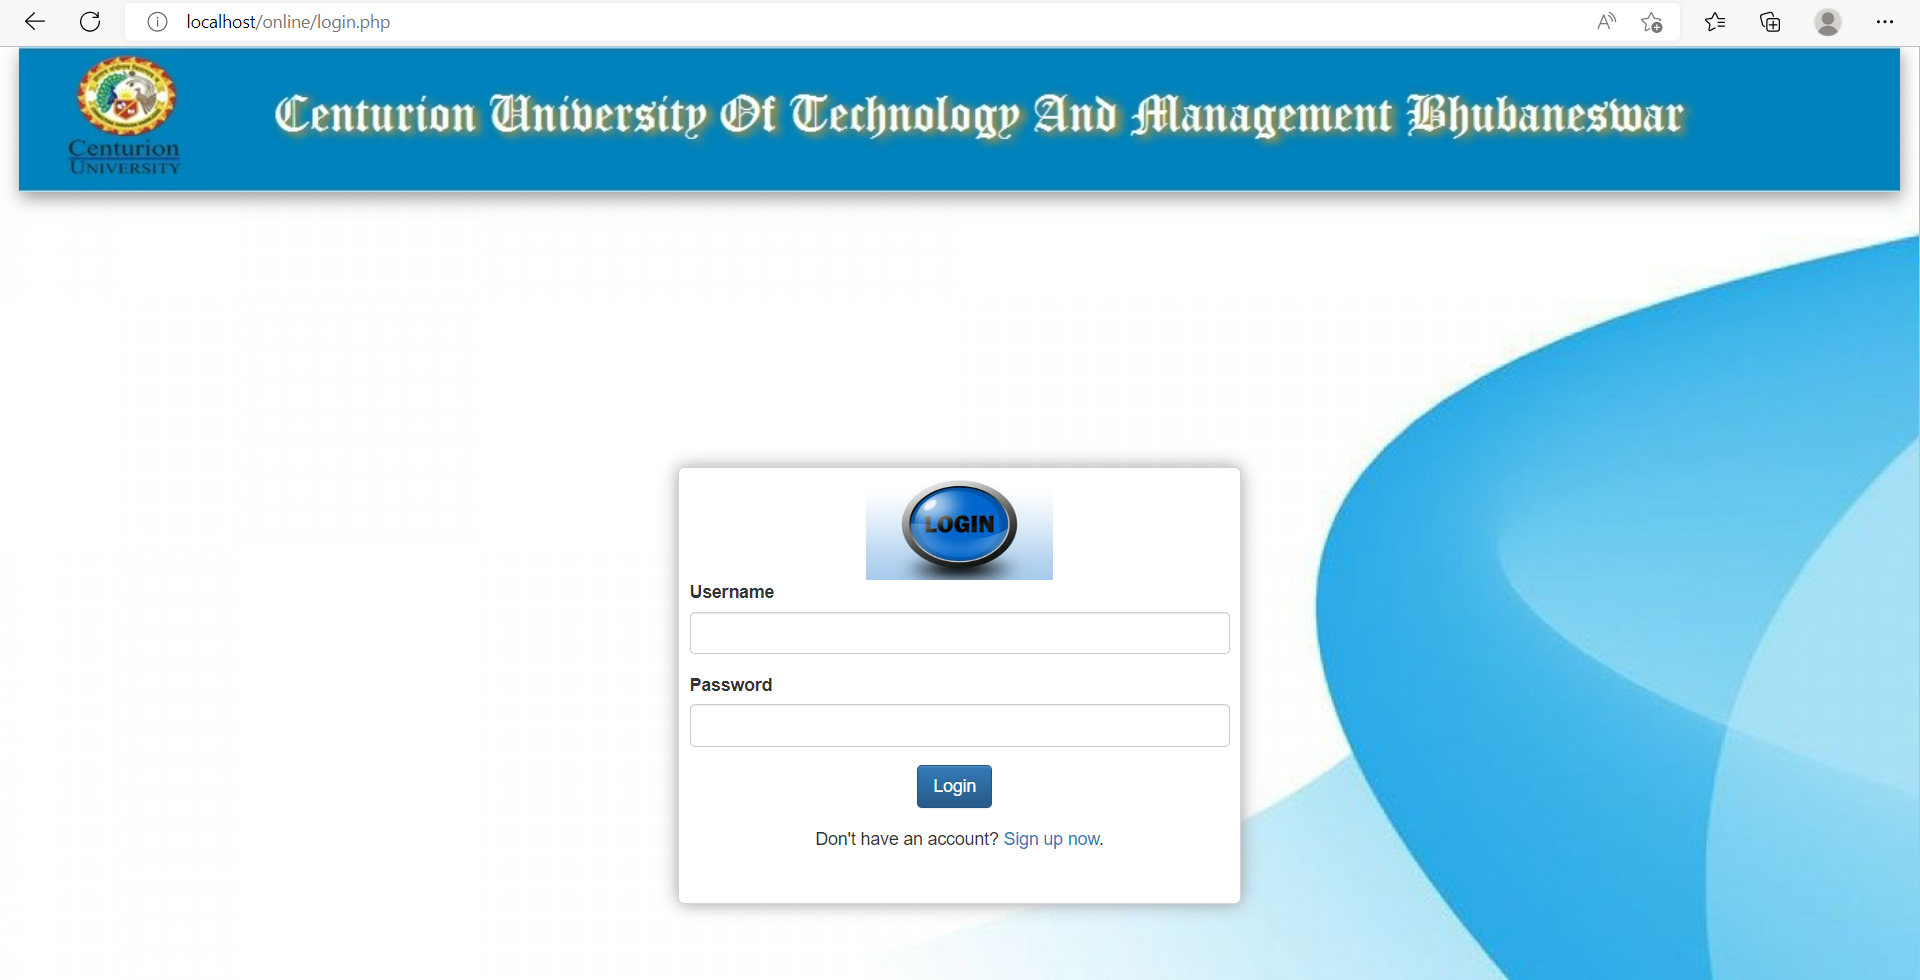 localhost/online/login.php
Centurion University Of Technology And Management Bhubaneswar
Centurion
UNIVERSITY
LOGIN
Username
Password
Login
Don't have an account? Sign up now.